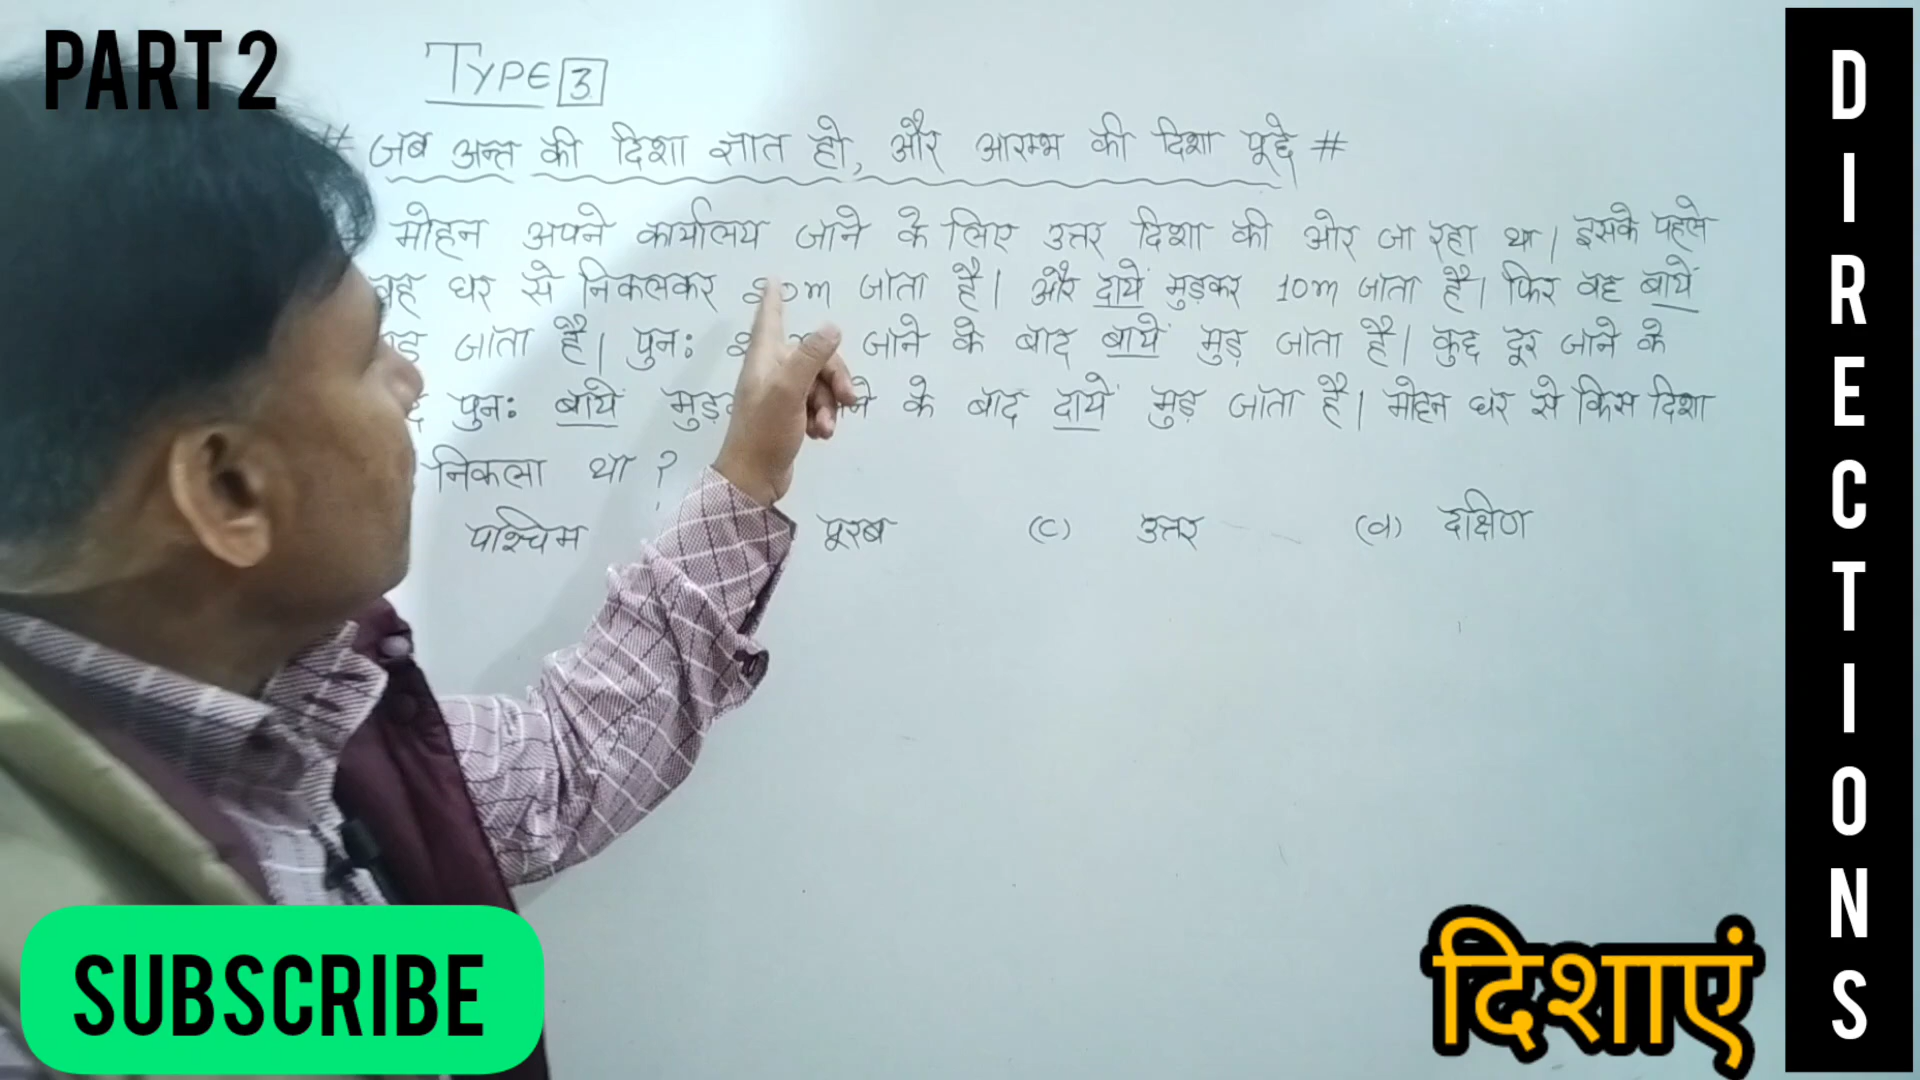 PART 2
TYPE 3
# जब अन्त की दिशा ज्ञात हो, और आरम्भ की दिशा पूछे #
मोहन अपने कार्यालय जाने के लिए उत्तर दिशा की ओर जा रहा था। इसके पहले
वह घर से निकलकर जाता है। और दायें मुड़कर 10m जाता है। फिर वह बायें
जाता है। पुनः जाने के बाद बायें मुड़ जाता है। कुछ दूर जाने के
पुनः बायें के बाद दायें मुड़ जाता है। मोहन घर से किस दिशा
निकला था ?
पश्चिम पूरब (c) उत्तर (d) दक्षिण
SUBSCRIBE
दिशाएं
DIRECTIONS